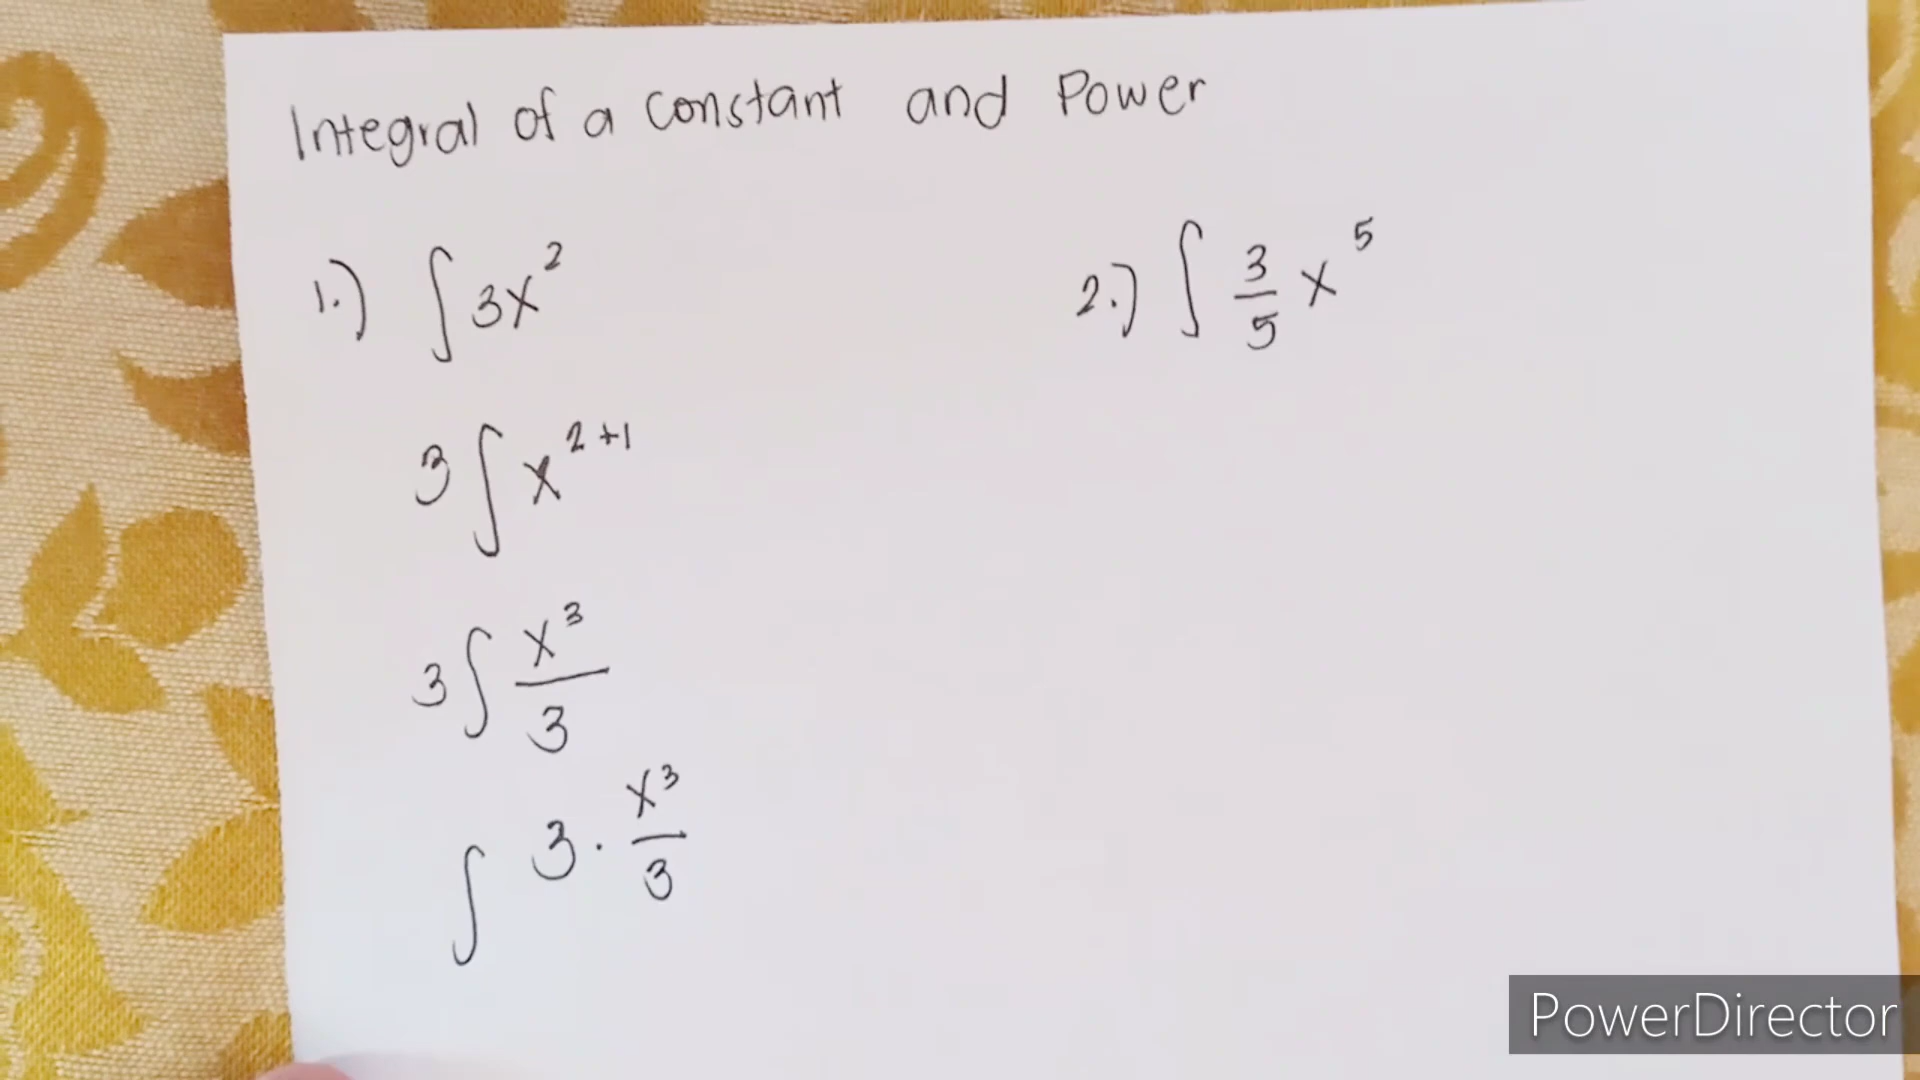 Integral of a constant and Power
1.) ∫ 3x²
3 ∫ x²⁺¹
3 ∫ x³/3
∫ 3 · x³/3
2.) ∫ 3/5 x⁵
PowerDirector